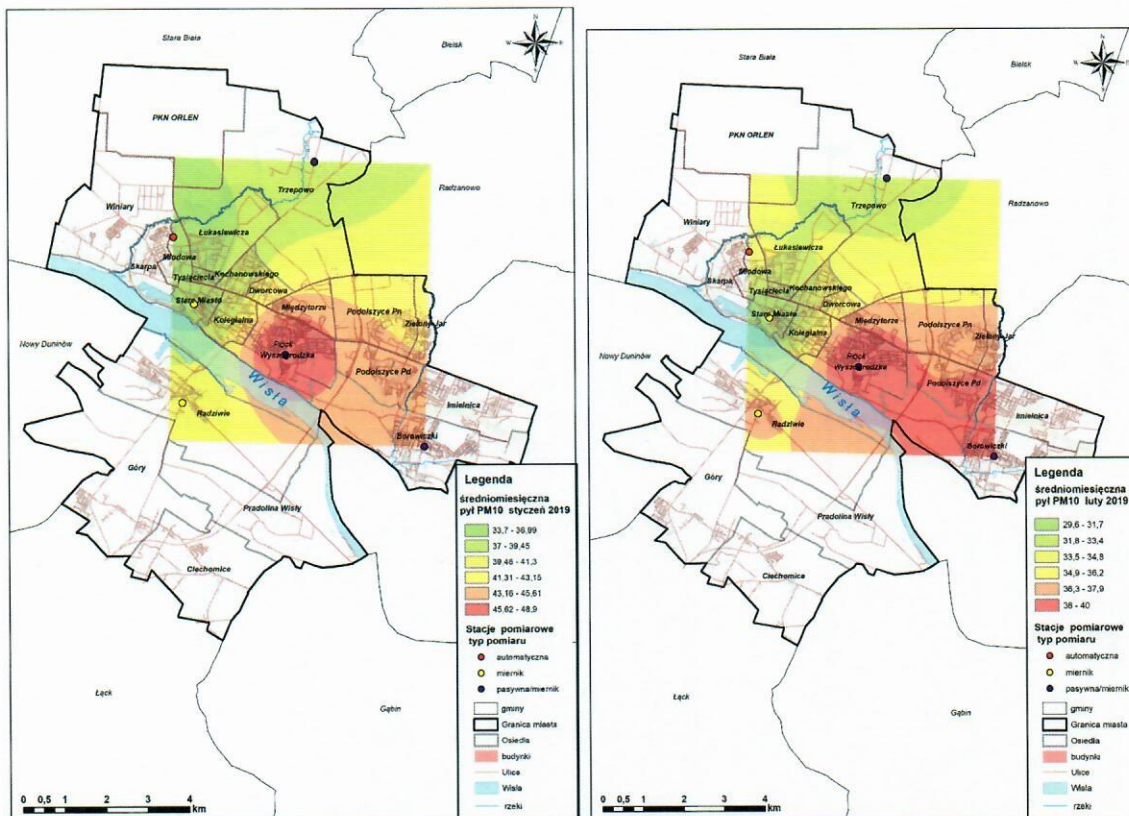 N
W
E
S
Stara Biała
Bielsk
PKN ORLEN
Trzepowo
Radzanowo
Winiary
Łukasiewicza
Skarpa
Miodowa
Tysiąclecia
Kochanowskiego
Dworcowa
Stare Miasto
Kolegialna
Międzytorze
Podolszyce Pn
Zielony Jar
Nowy Duninów
Płock
Wyszogrodzka
Podolszyce Pd
Wisła
Imielnica
Radziwie
Borowiczki
Góry
Pradolina Wisły
Ciechomice
Łąck
Gąbin
Legenda
średniomiesięczna
pył PM10 styczeń 2019
33,7 - 36,99
37 - 39,45
39,46 - 41,3
41,31 - 43,15
43,16 - 45,61
45,62 - 48,9
Stacje pomiarowe
typ pomiaru
automatyczna
miernik
pasywna/miernik
gminy
Granica miasta
Osiedla
budynki
Ulice
Wisła
rzeki
0 0,5 1 2 3 4
km
N
W
S
Stara Biała
Bielsk
PKN ORLEN
Trzepowo
Radzanowo
Winiary
Łukasiewicza
Skarpa
Miodowa
Tysiąclecia
Kochanowskiego
Dworcowa
Stare Miasto
Kolegialna
Międzytorze
Podolszyce Pn
Zielony Jar
Nowy Duninów
Płock
Wyszogrodzka
Podolszyce Pd
Wisła
Imielnica
Radziwie
Borowiczki
Góry
Pradolina Wisły
Ciechomice
Łąck
Gąbin
Legenda
średniomiesięczna
pył PM10 luty 2019
29,6 - 31,7
31,8 - 33,4
33,5 - 34,8
34,9 - 36,2
36,3 - 37,9
38 - 40
Stacje pomiarowe
typ pomiaru
automatyczna
miernik
pasywna/miernik
gminy
Granica miasta
Osiedla
budynki
Ulice
Wisła
rzeki
0 0,5 1 2 3 4
km